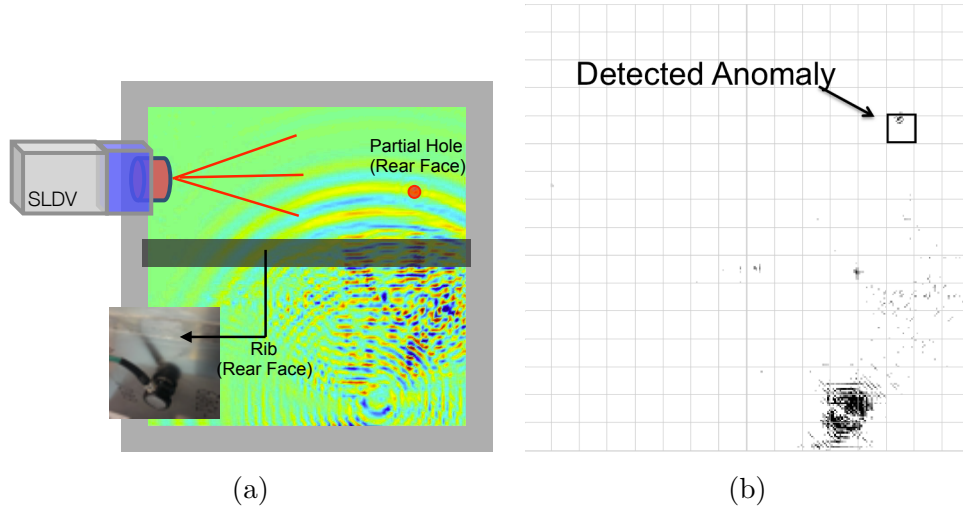 SLDV
Partial Hole
(Rear Face)
Rib
(Rear Face)
(a)
Detected Anomaly
(b)